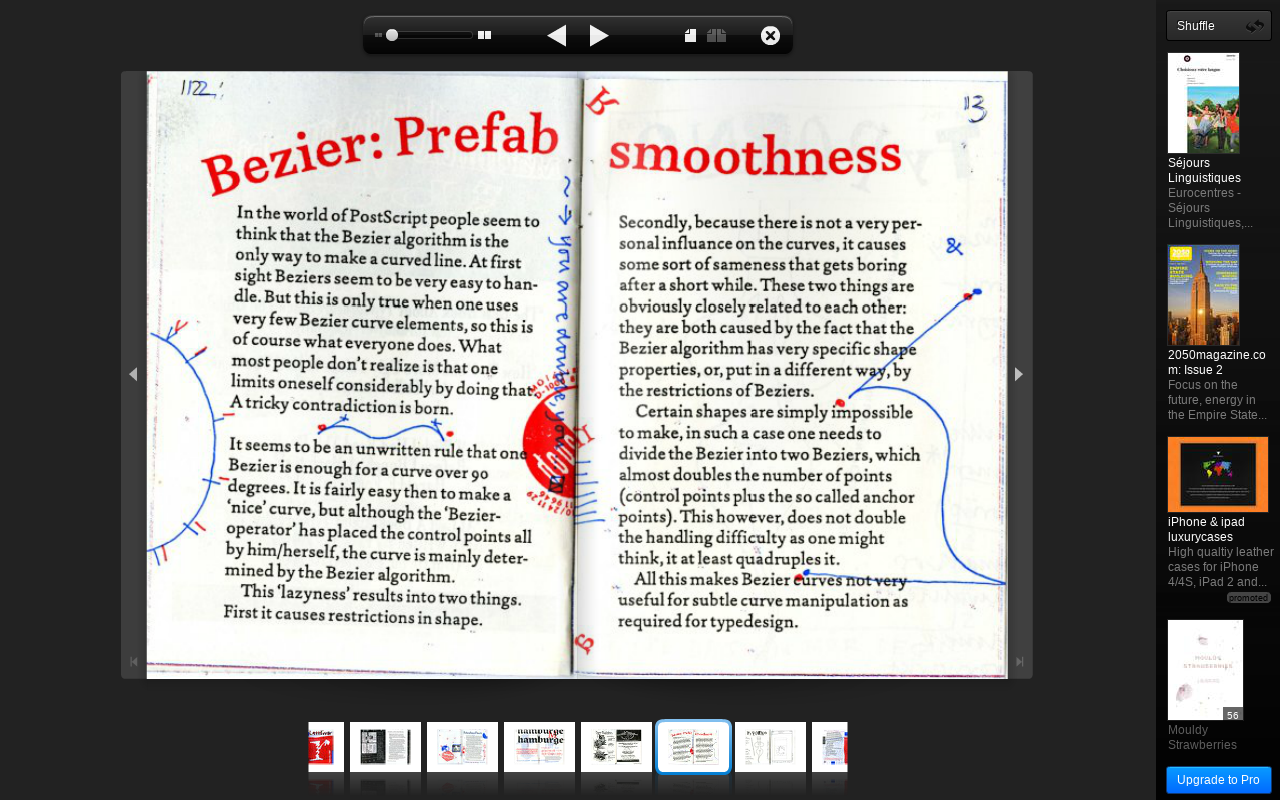 Shuffle
112
13
Bezier: Prefab
smoothness
In the world of PostScript people seem to
think that the Bezier algorithm is the
only way to make a curved line. At first
sight Beziers seem to be very easy to han-
dle. But this is only true when one uses
very few Bezier curve elements, so this is
of course what everyone does. What
most people don't realize is that one
limits oneself considerably by doing that.
A tricky contradiction is born.
It seems to be an unwritten rule that one
Bezier is enough for a curve over 90
degrees. It is fairly easy then to make a
‘nice’ curve, but although the ‘Bezier-
operator’ has placed the control points all
by him/herself, the curve is mainly deter-
mined by the Bezier algorithm.
This ‘lazyness’ results into two things.
First it causes restrictions in shape.
you are double, you
Secondly, because there is not a very per-
sonal influance on the curves, it causes
some sort of sameness that gets boring
after a short while. These two things are
obviously closely related to each other:
they are both caused by the fact that the
Bezier algorithm has very specific shape
properties, or, put in a different way, by
the restrictions of Beziers.
Certain shapes are simply impossible
to make, in such a case one needs to
divide the Bezier into two Beziers, which
almost doubles the number of points
(control points plus the so called anchor
points). This however, does not double
the handling difficulty as one might
think, it at least quadruples it.
All this makes Bezier curves not very
useful for subtle curve manipulation as
required for typedesign.
&
Séjours
Linguistiques
Eurocentres -
Séjours
Linguistiques,...
2050magazine.co
m: Issue 2
Focus on the
future, energy in
the Empire State...
iPhone & ipad
luxurycases
High qualtiy leather
cases for iPhone
4/4S, iPad 2 and...
promoted
56
Mouldy
Strawberries
Upgrade to Pro
hamburge